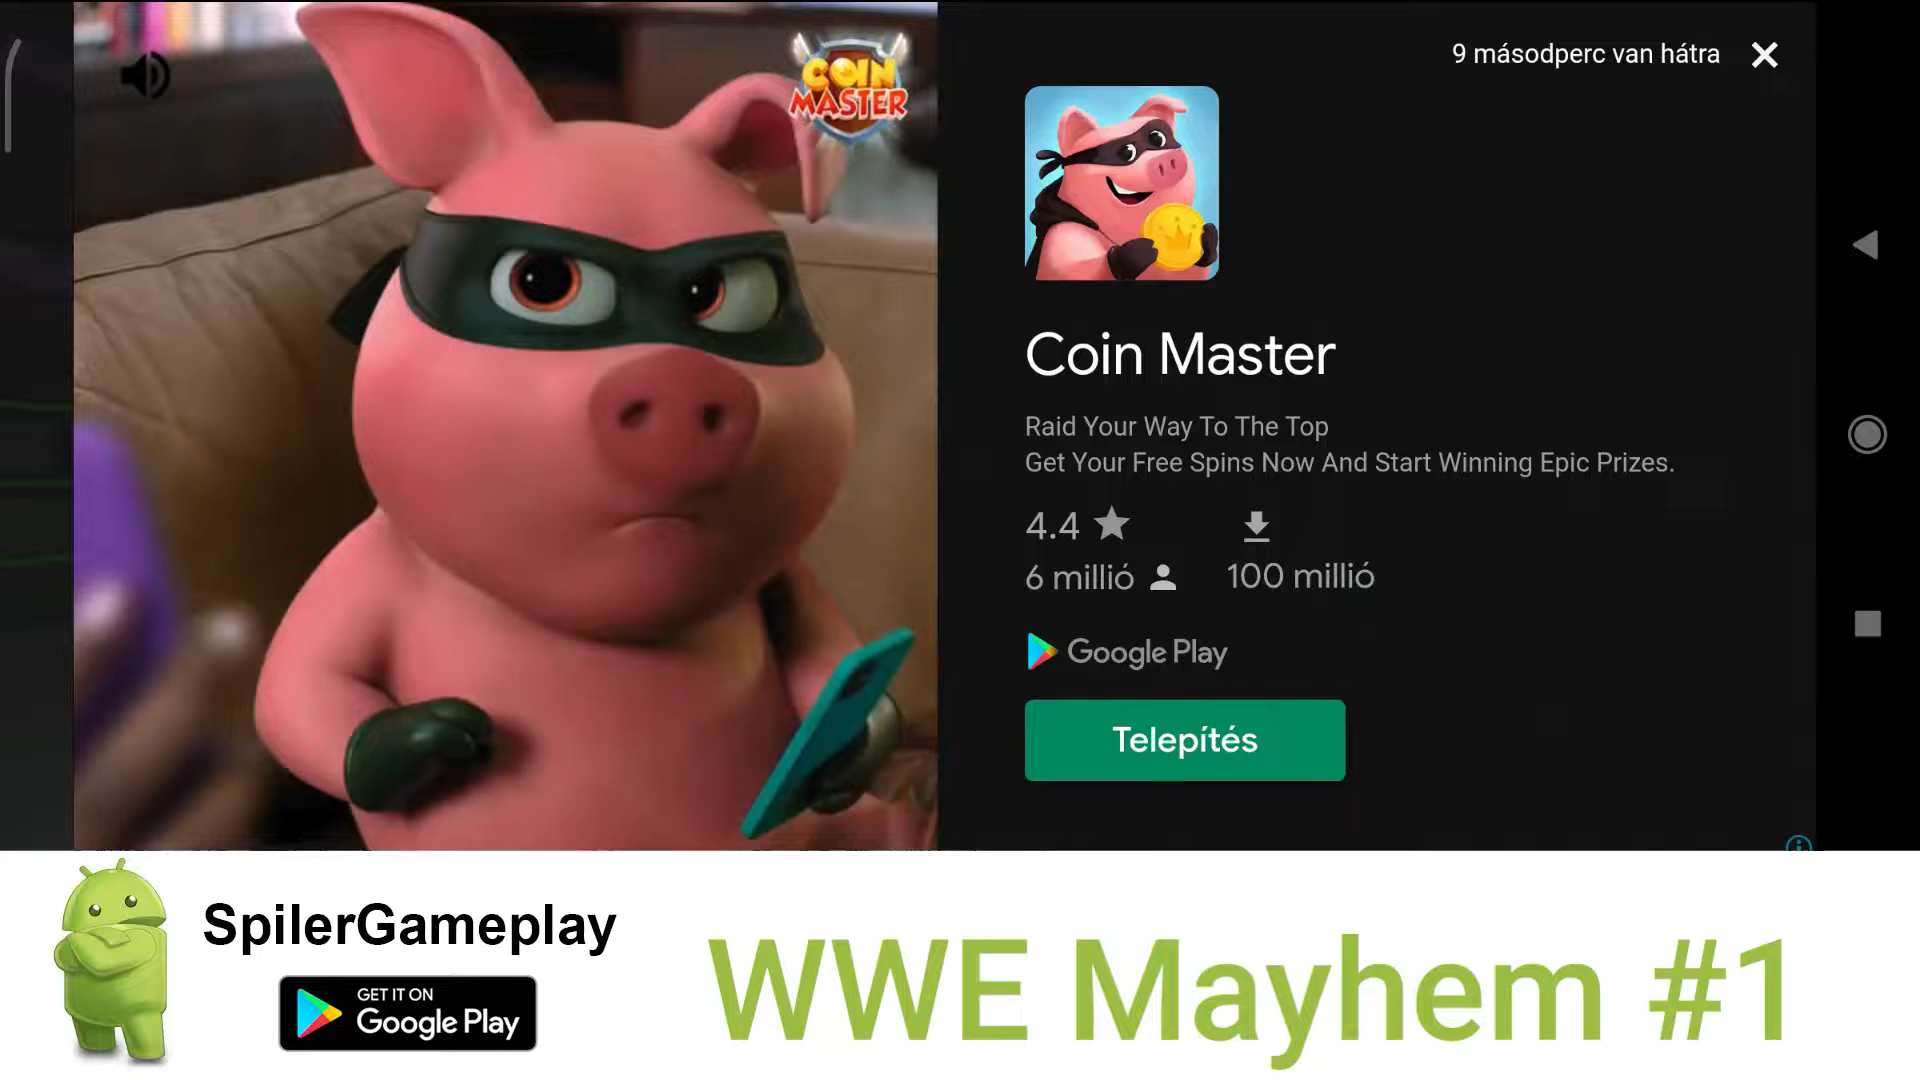 COIN
MASTER
9 másodperc van hátra
Coin Master
Raid Your Way To The Top
Get Your Free Spins Now And Start Winning Epic Prizes.
4.4
6 millió
100 millió
Google Play
Telepítés
SpilerGameplay
GET IT ON
Google Play
WWE Mayhem #1